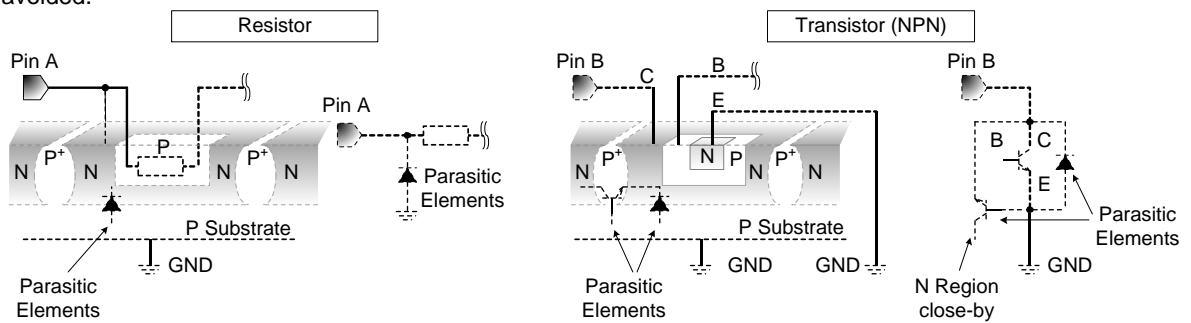 avoided.
Resistor
Transistor (NPN)
Pin A
Pin A
N
P+
N
P
N
P+
N
Parasitic
Elements
P Substrate
GND
Parasitic
Elements
Pin B
C
B
E
N
P+
N
N
P
N
P+
N
P Substrate
GND
GND
Parasitic
Elements
Pin B
B
C
E
Parasitic
Elements
GND
N Region
close-by